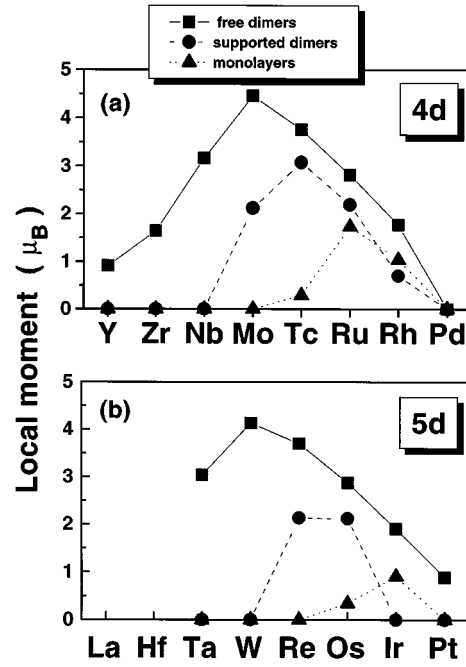 free dimers
supported dimers
monolayers
(a)
4d
5
4
3
2
1
0
Y Zr Nb Mo Tc Ru Rh Pd
Local moment ( μB )
(b)
5d
5
4
3
2
1
0
La Hf Ta W Re Os Ir Pt